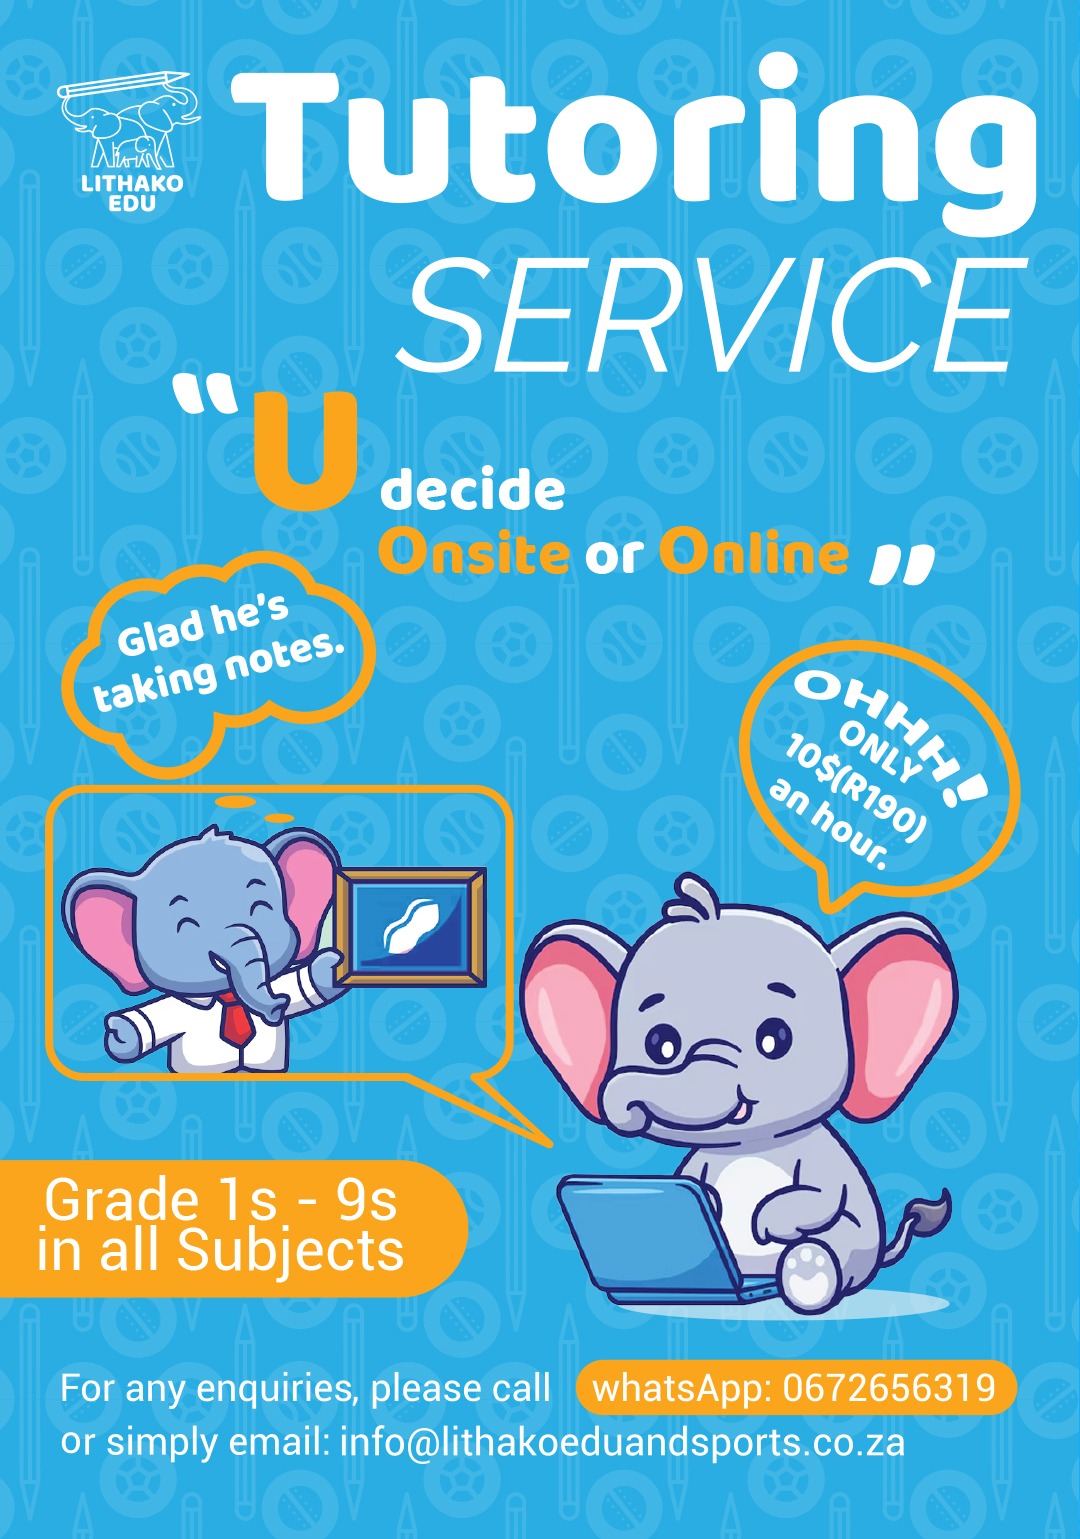 LITHAKO
EDU
Tutoring
SERVICE
"U
decide
Onsite or Online"
Glad he's
taking notes.
OHHH!
ONLY
10$(R190)
an hour.
Grade 1s - 9s
in all Subjects
For any enquiries, please call whatsApp: 0672656319
or simply email: info@lithakoeduandsports.co.za